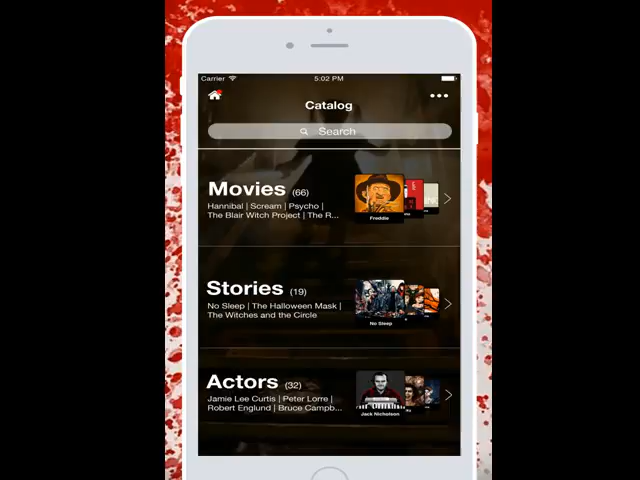 Carrier 5:02 PM
Catalog
Search
Movies (66)
Hannibal | Scream | Psycho |
The Blair Witch Project | The R...
Freddie
Stories (19)
No Sleep | The Halloween Mask |
The Witches and the Circle
No Sleep
Actors (32)
Jamie Lee Curtis | Peter Lorre |
Robert Englund | Bruce Campb...
Jack Nicholson